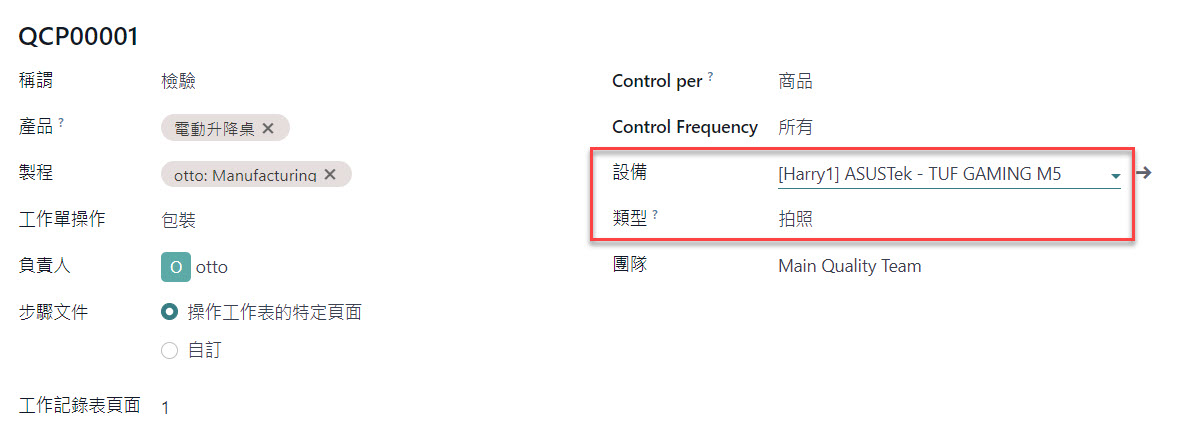 QCP00001
稱謂 檢驗
產品 ? 電動升降桌 ✕
製程 otto: Manufacturing ✕
工作單操作 包裝
負責人 O otto
步驟文件 操作工作表的特定頁面
自訂
工作記錄表頁面 1
Control per ? 商品
Control Frequency 所有
設備 [Harry1] ASUSTek - TUF GAMING M5
類型 ? 拍照
團隊 Main Quality Team